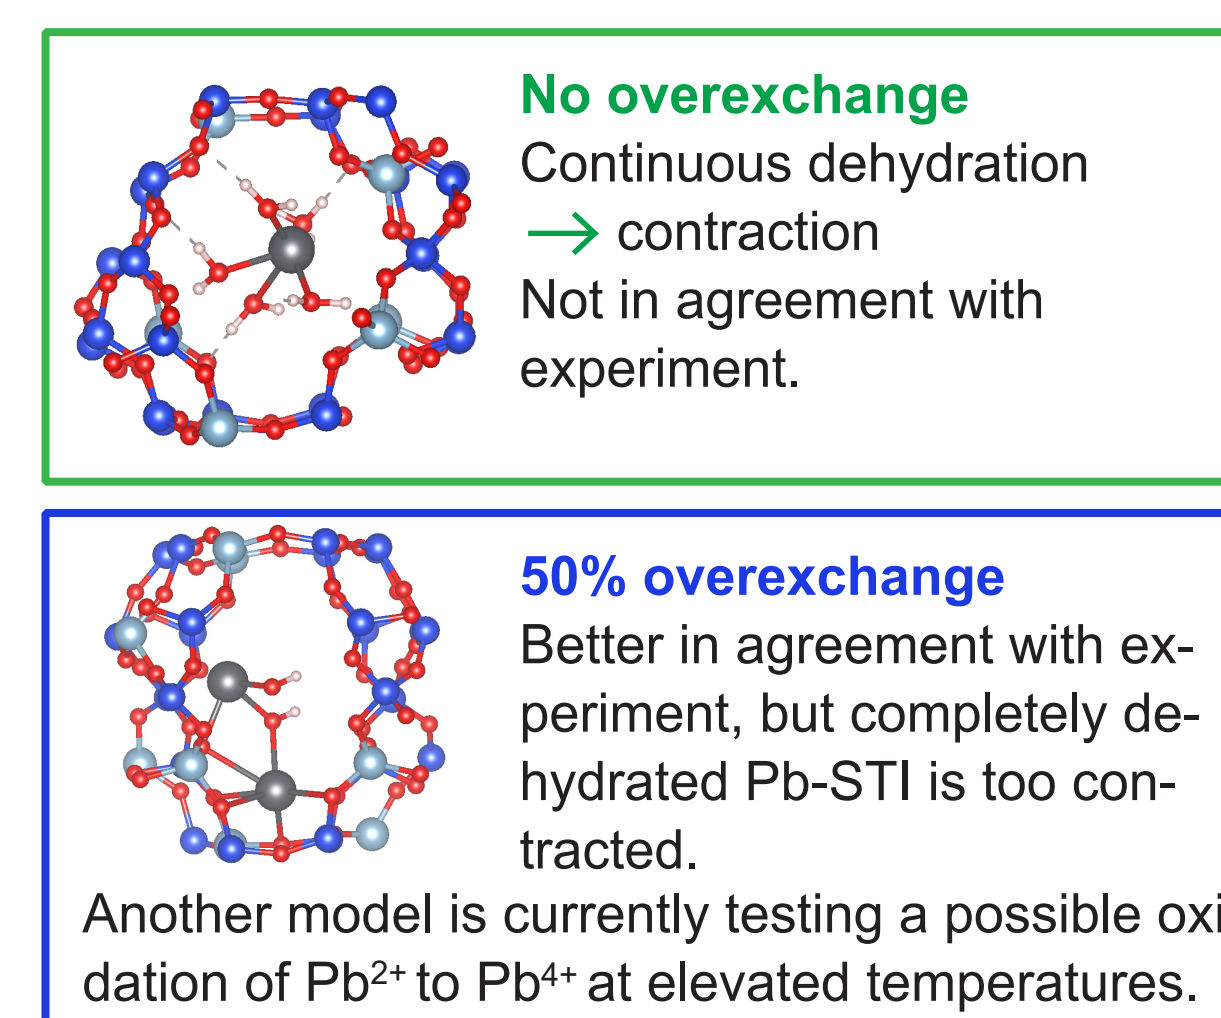 No overexchange
Continuous dehydration
→ contraction
Not in agreement with
experiment.
50% overexchange
Better in agreement with ex-
periment, but completely de-
hydrated Pb-STI is too con-
tracted.
Another model is currently testing a possible oxi
dation of Pb²⁺ to Pb⁴⁺ at elevated temperatures.